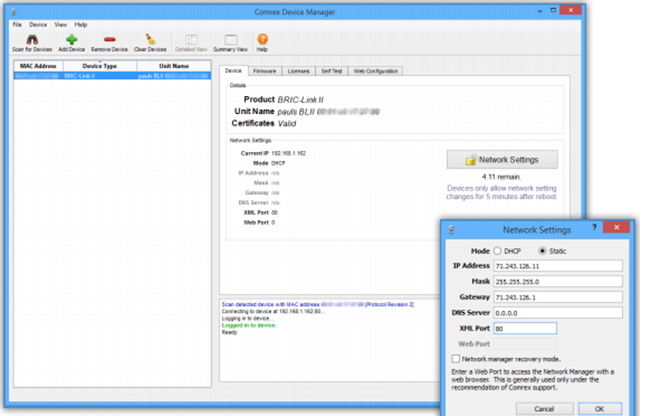 Comrex Device Manager
File Device View Help
Scan for Devices Add Device Remove Device Clear Devices Detailed View Summary View Help
MAC Address Device Type Unit Name
BRIC-Link II pauls BLII
Device Firmware Licenses Self Test Web Configuration
Details
Product BRIC-Link II
Unit Name pauls BLII
Certificates Valid
Network Settings
Current IP 192.168.1.162
Mode DHCP
IP Address n/a
Mask n/a
Gateway n/a
DNS Server n/a
XML Port 80
Web Port 0
Network Settings
4:11 remain.
Devices only allow network setting
changes for 5 minutes after reboot
Scan detected device with MAC address [Protocol Revision 2]
Connecting to device at 192.168.1.162:80...
Logging in to device...
Logged in to device.
Ready.
Network Settings
Mode DHCP Static
IP Address 71.243.126.11
Mask 255.255.255.0
Gateway 71.243.126.1
DNS Server 0.0.0.0
XML Port 80
Web Port
Network manager recovery mode.
Enter a Web Port to access the Network Manager with a
web browser. This is generally used only under the
recommendation of Comrex support.
Cancel OK